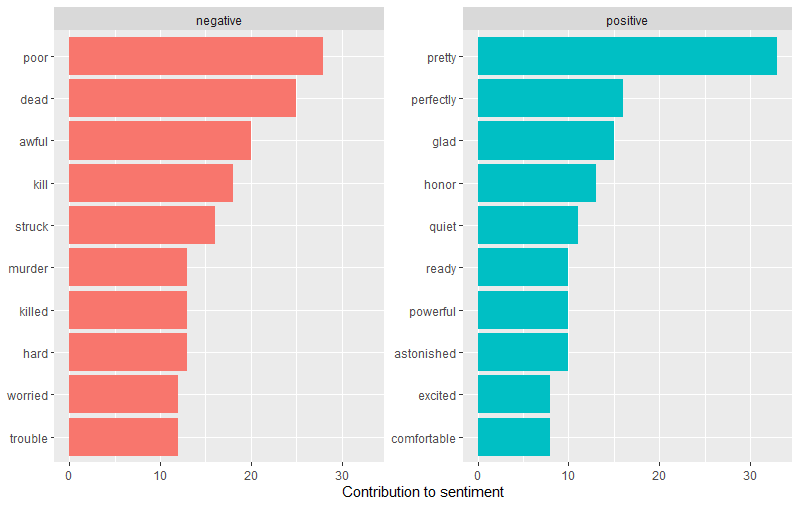 negative
poor
dead
awful
kill
struck
murder
killed
hard
worried
trouble
0 10 20 30
positive
pretty
perfectly
glad
honor
quiet
ready
powerful
astonished
excited
comfortable
0 10 20 30
Contribution to sentiment